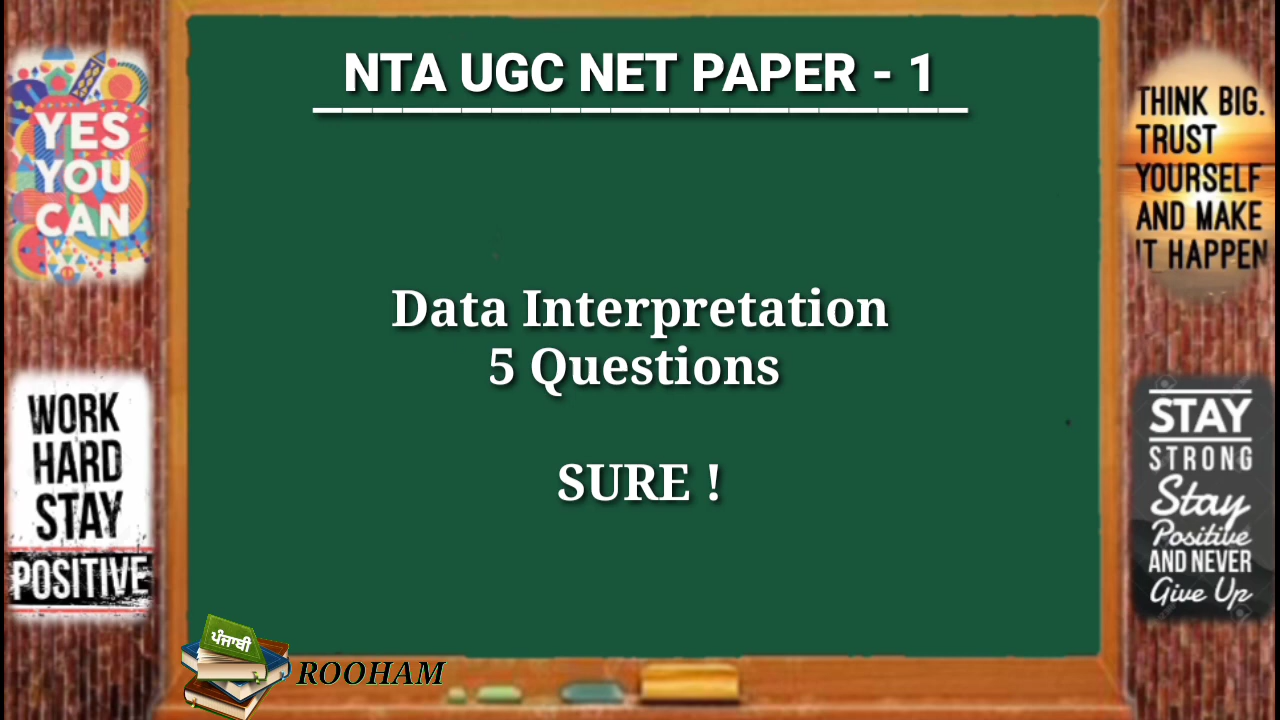 NTA UGC NET PAPER - 1
Data Interpretation
5 Questions
SURE !
YES
YOU
CAN
WORK
HARD
STAY
POSITIVE
THINK BIG.
TRUST
YOURSELF
AND MAKE
IT HAPPEN
STAY
STRONG
Stay
Positive
AND NEVER
Give Up
ਪੰਜਾਬੀ
ROOHAM